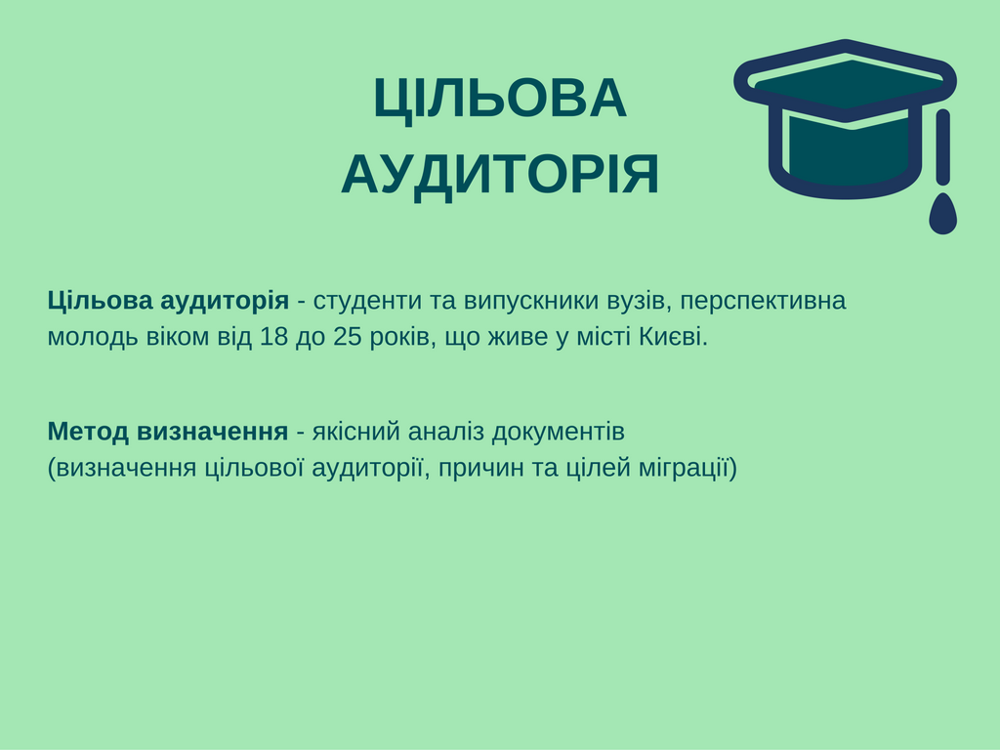 ЦІЛЬОВА
АУДИТОРІЯ
Цільова аудиторія - студенти та випускники вузів, перспективна
молодь віком від 18 до 25 років, що живе у місті Києві.
Метод визначення - якісний аналіз документів
(визначення цільової аудиторії, причин та цілей міграції)